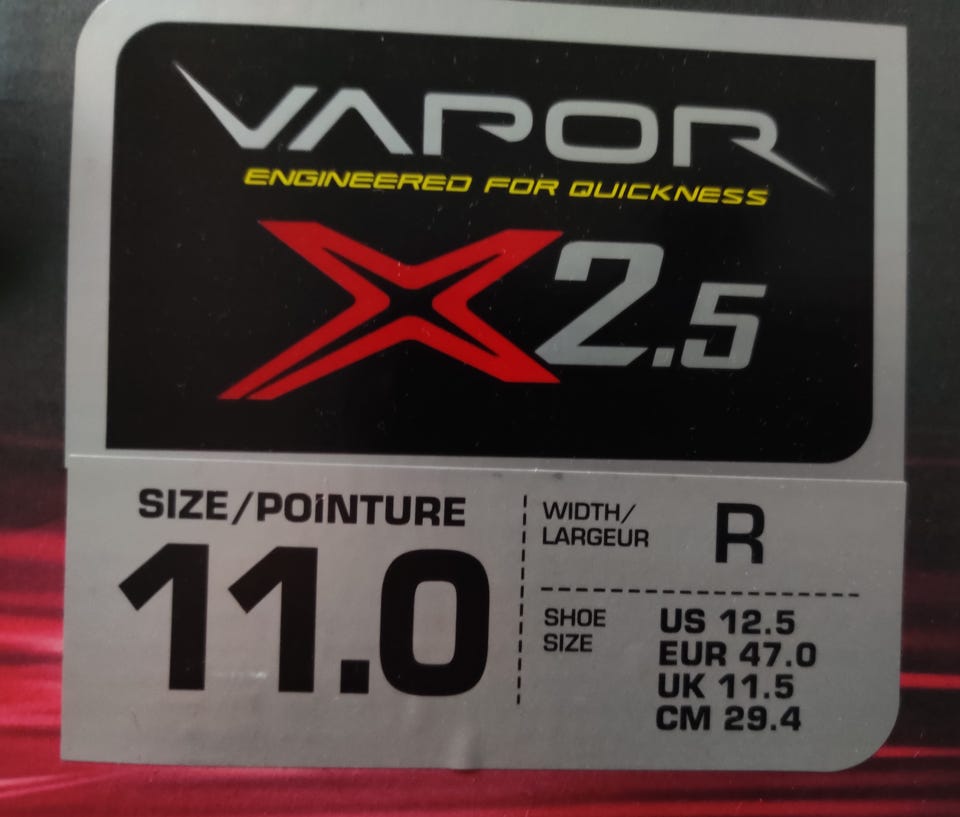 VAPOR
ENGINEERED FOR QUICKNESS
X2.5
SIZE/POINTURE
11.0
WIDTH/
LARGEUR
R
SHOE
SIZE
US 12.5
EUR 47.0
UK 11.5
CM 29.4